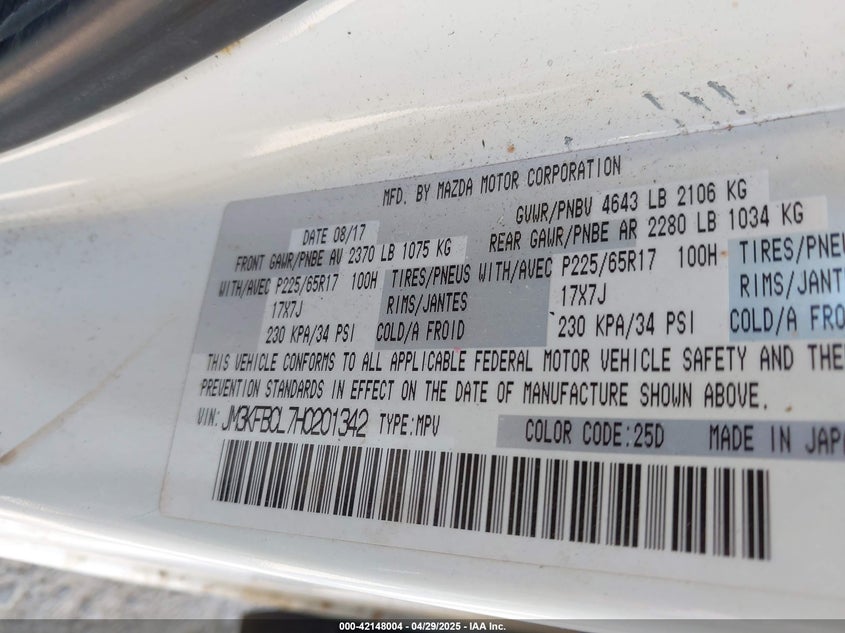 MFD. BY MAZDA MOTOR CORPORATION
DATE 08/17
GVWR/PNBV 4643 LB 2106 KG
FRONT GAWR/PNBE AV 2370 LB 1075 KG
REAR GAWR/PNBE AR 2280 LB 1034 KG
WITH/AVEC P225/65R17 100H TIRES/PNEUS WITH/AVEC P225/65R17 100H TIRES/PNEU
17X7J RIMS/JANTES 17X7J RIMS/JANT
230 KPA/34 PSI COLD/A FROID 230 KPA/34 PSI COLD/A FRO
THIS VEHICLE CONFORMS TO ALL APPLICABLE FEDERAL MOTOR VEHICLE SAFETY AND THE
PREVENTION STANDARDS IN EFFECT ON THE DATE OF MANUFACTURE SHOWN ABOVE.
VIN: JM3KFBCL7H0201342 TYPE:MPV COLOR CODE:25D MADE IN JAPA
000-42148004 - 04/29/2025 - IAA Inc.